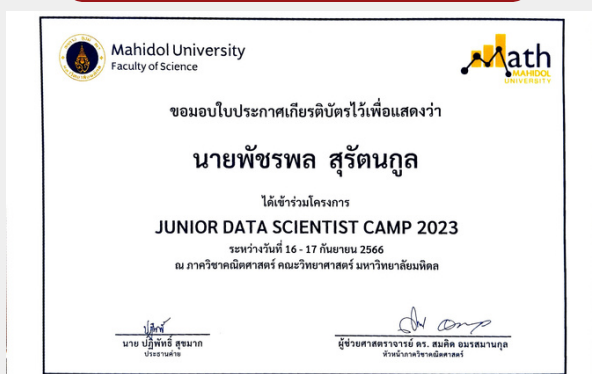 Mahidol University
Faculty of Science
Math
MAHIDOL
UNIVERSITY
ขอมอบใบประกาศเกียรติบัตรไว้เพื่อแสดงว่า
นายพัชรพล สุรัตนกูล
ได้เข้าร่วมโครงการ
JUNIOR DATA SCIENTIST CAMP 2023
ระหว่างวันที่ 16 - 17 กันยายน 2566
ณ ภาควิชาคณิตศาสตร์ คณะวิทยาศาสตร์ มหาวิทยาลัยมหิดล
นาย ปฏิพัทธิ์ สุขมาก
ประธานค่าย
ผู้ช่วยศาสตราจารย์ ดร. สมคิด อมรสมานกุล
หัวหน้าภาควิชาคณิตศาสตร์